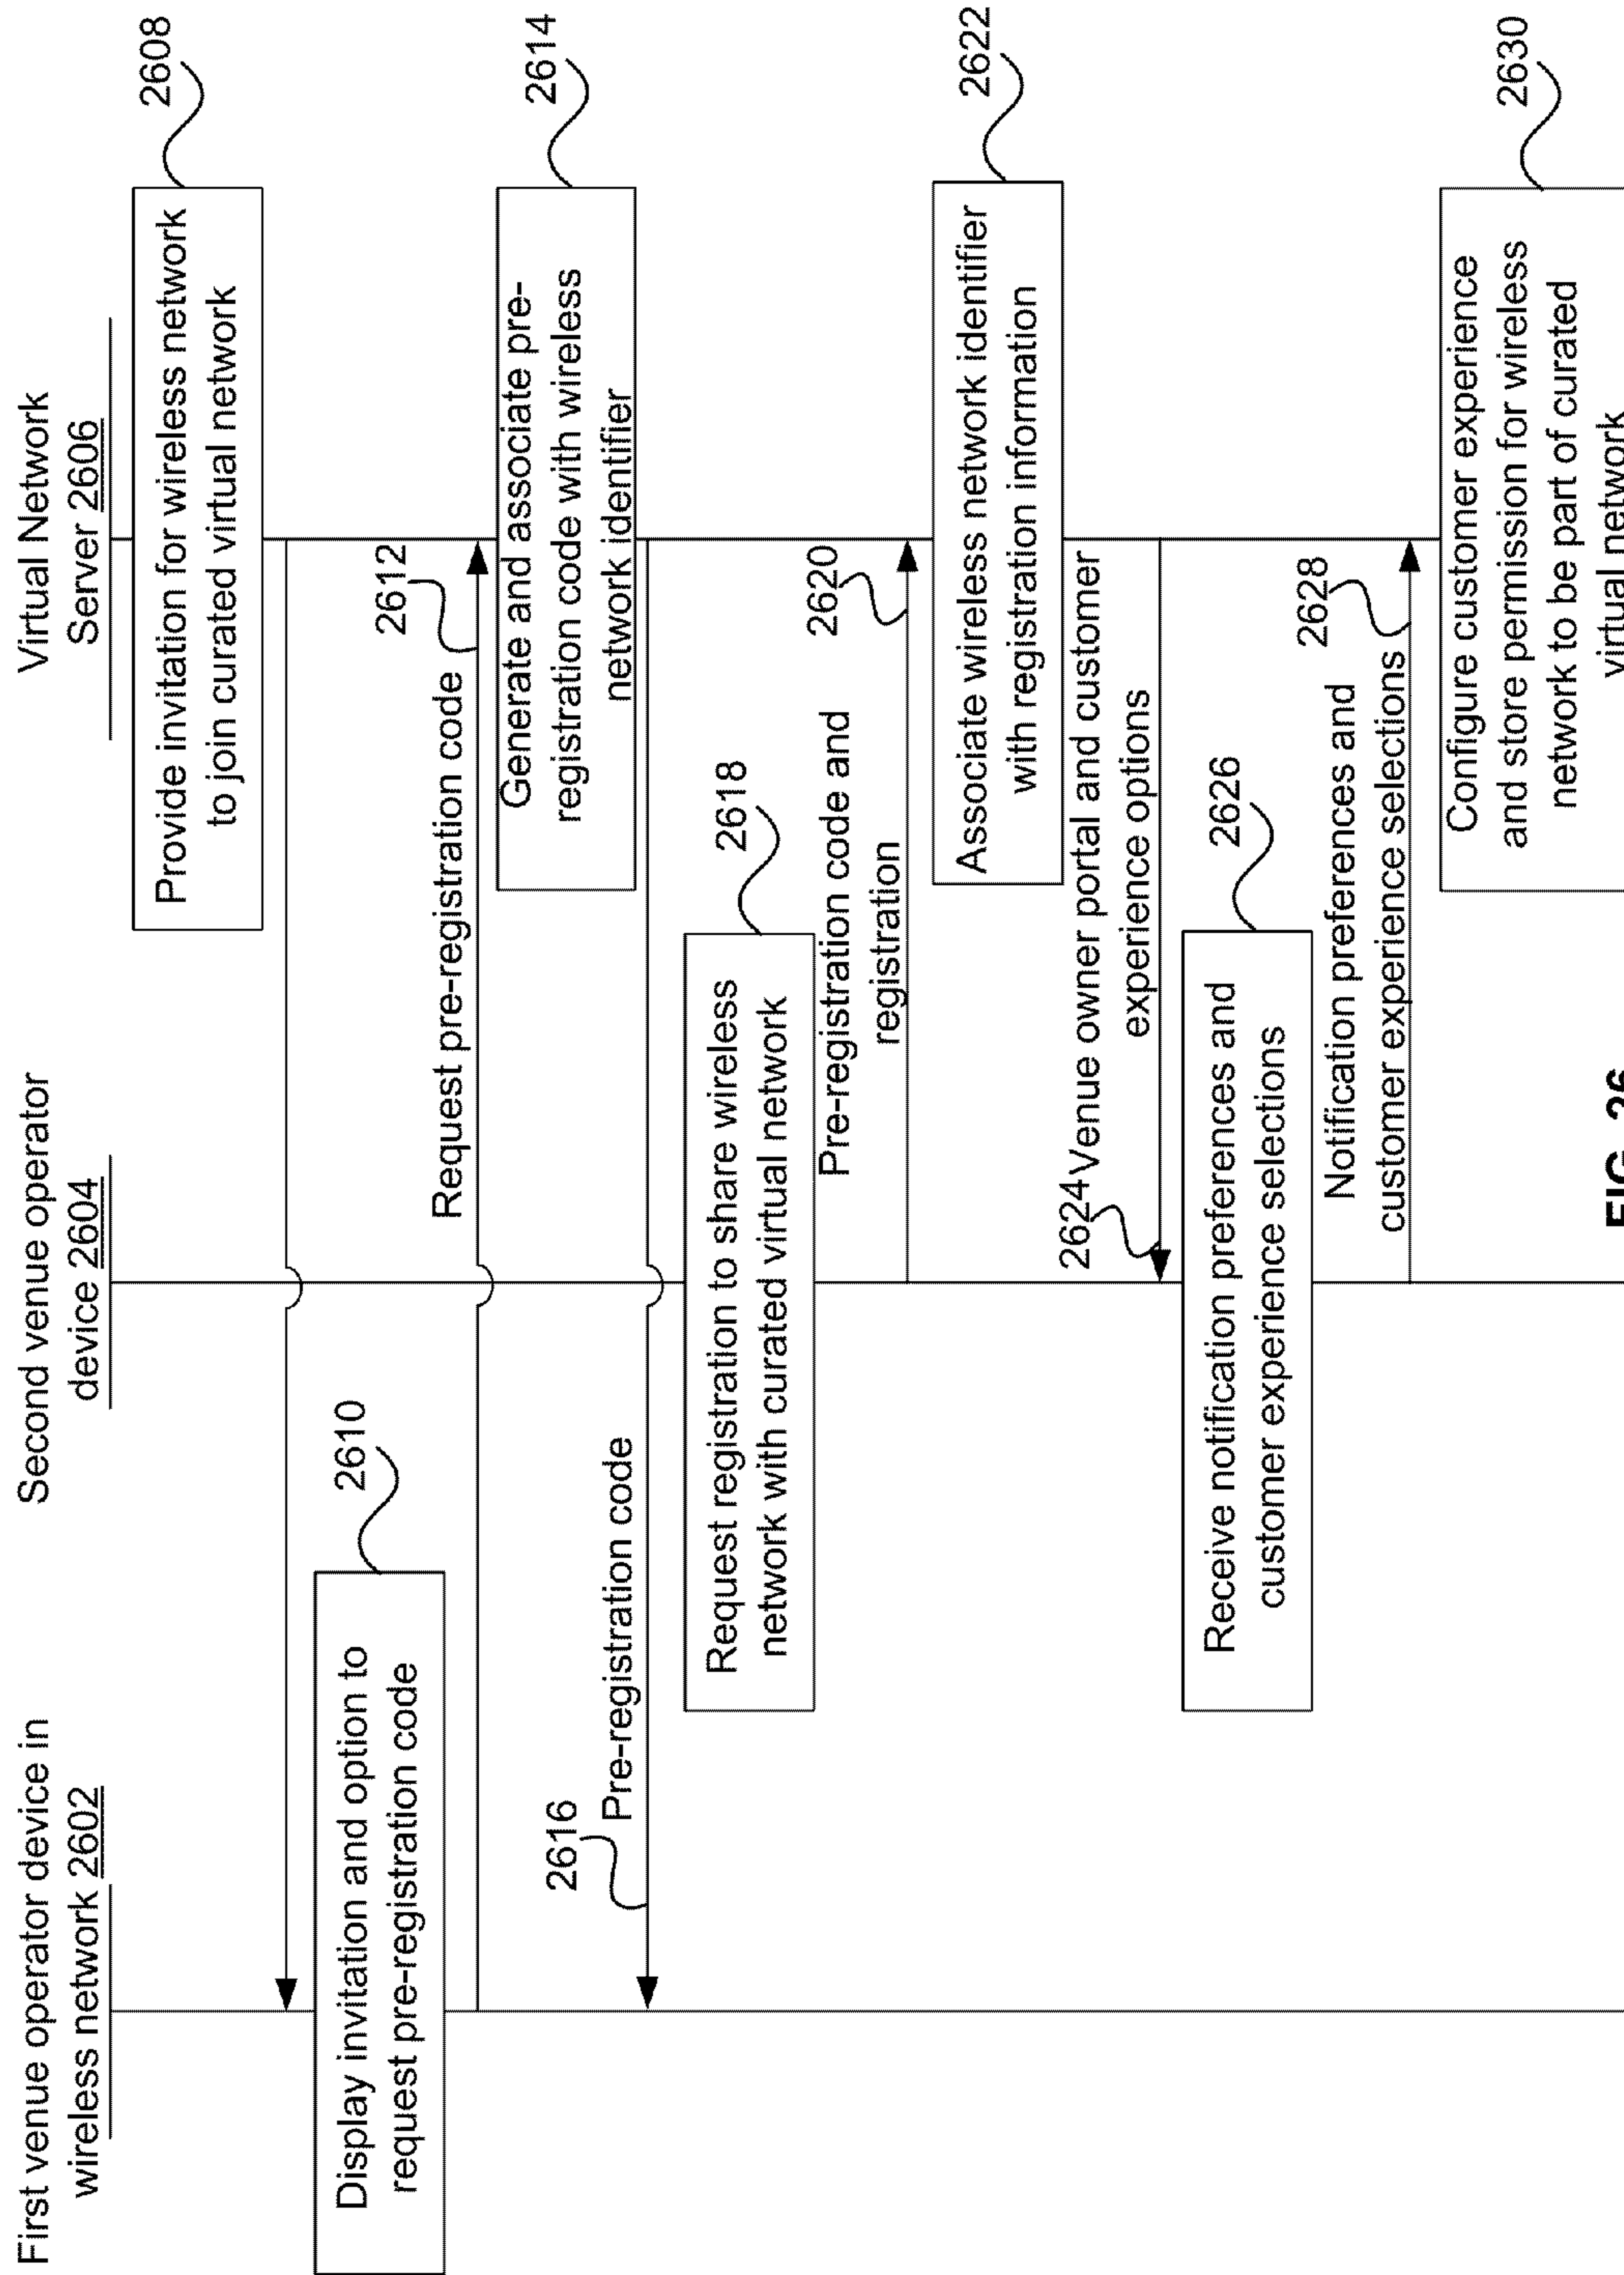 First venue operator device in
wireless network 2602
Second venue operator
device 2604
Virtual Network
Server 2606
2608
Provide invitation for wireless network
to join curated virtual network
2610
Display invitation and option to
request pre-registration code
2612
Request pre-registration code
2614
Generate and associate pre-
registration code with wireless
network identifier
2616
Pre-registration code
2618
Request registration to share wireless
network with curated virtual network
2620
Pre-registration code and
registration
2622
Associate wireless network identifier
with registration information
2624
Venue owner portal and customer
experience options
2626
Receive notification preferences and
customer experience selections
2628
Notification preferences and
customer experience selections
2630
Configure customer experience
and store permission for wireless
network to be part of curated
virtual network
FIG. 26